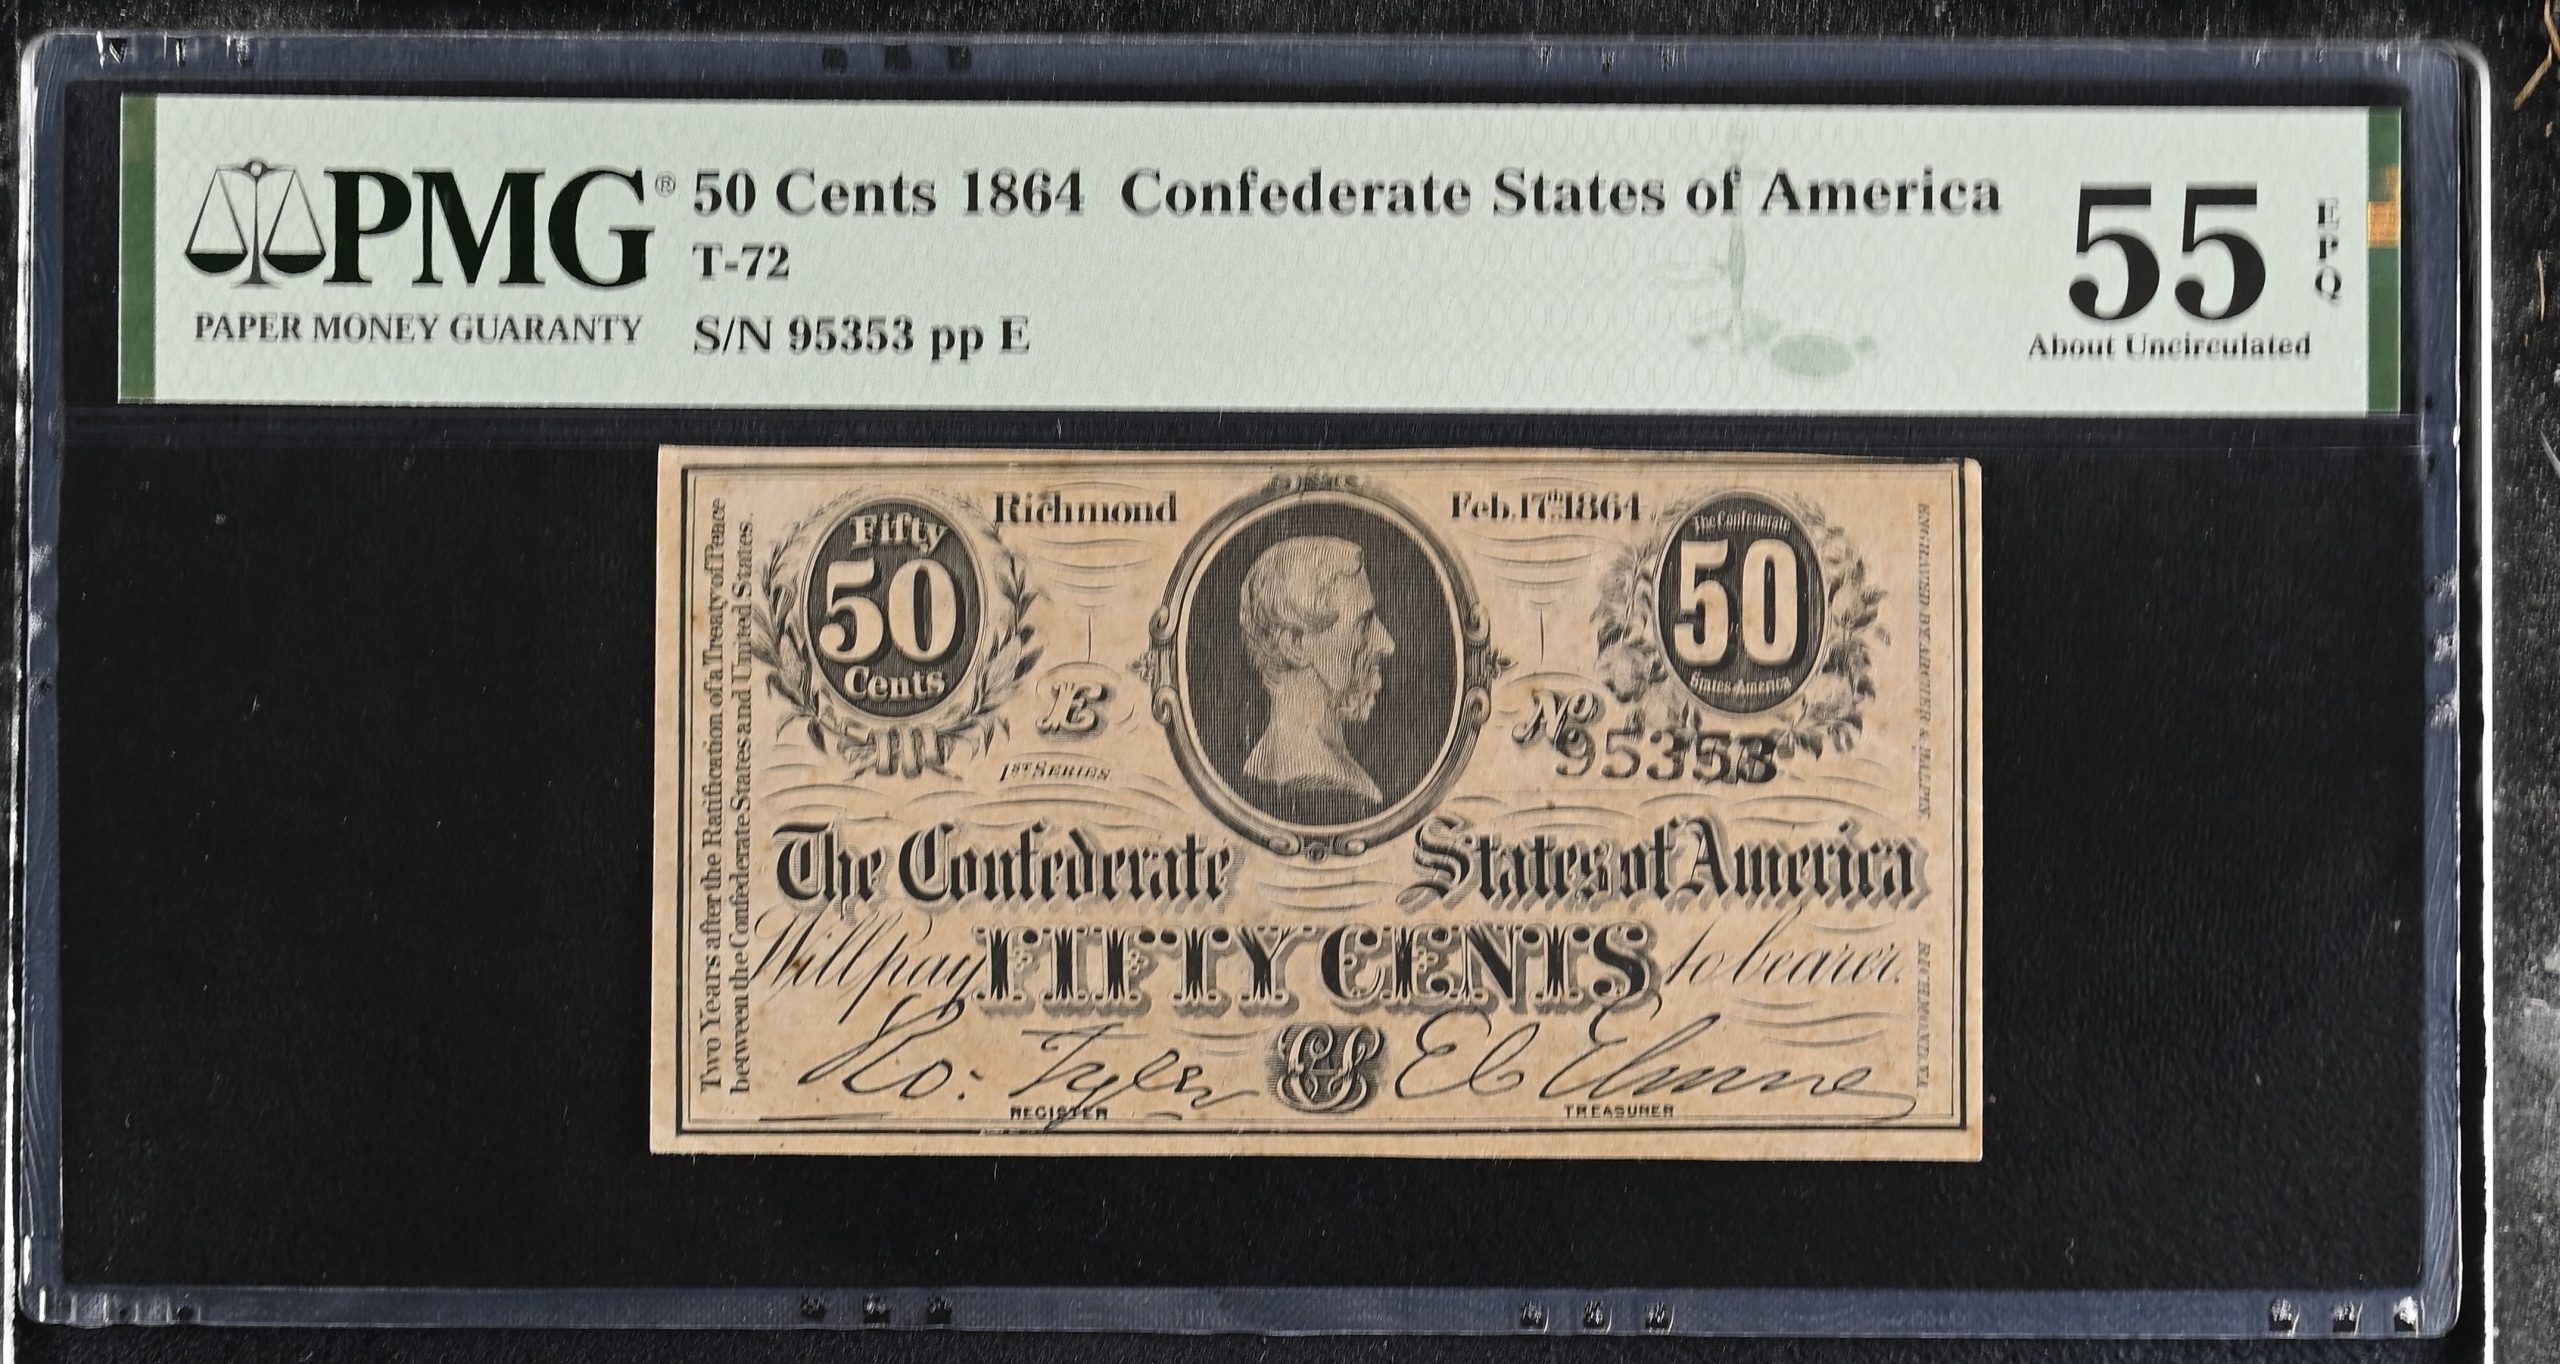 PMG® 50 Cents 1864 Confederate States of America
T-72
PAPER MONEY GUARANTY
S/N 95353 pp E
55
EPQ
About Uncirculated
Two Years after the Ratification of a Treaty of Peace
between the Confederate States and United States.
Fifty
50
Cents
Richmond
Feb. 17th 1864
The Confederate
50
States America
E
1ST SERIES
No
95353
The Confederate States of America
Will pay FIFTY CENTS to bearer.
Ro: Tyler
REGISTER
CS
E C Elmore
TREASURER
ENGRAVED BY ARCHER & HALPIN, RICHMOND, VA.